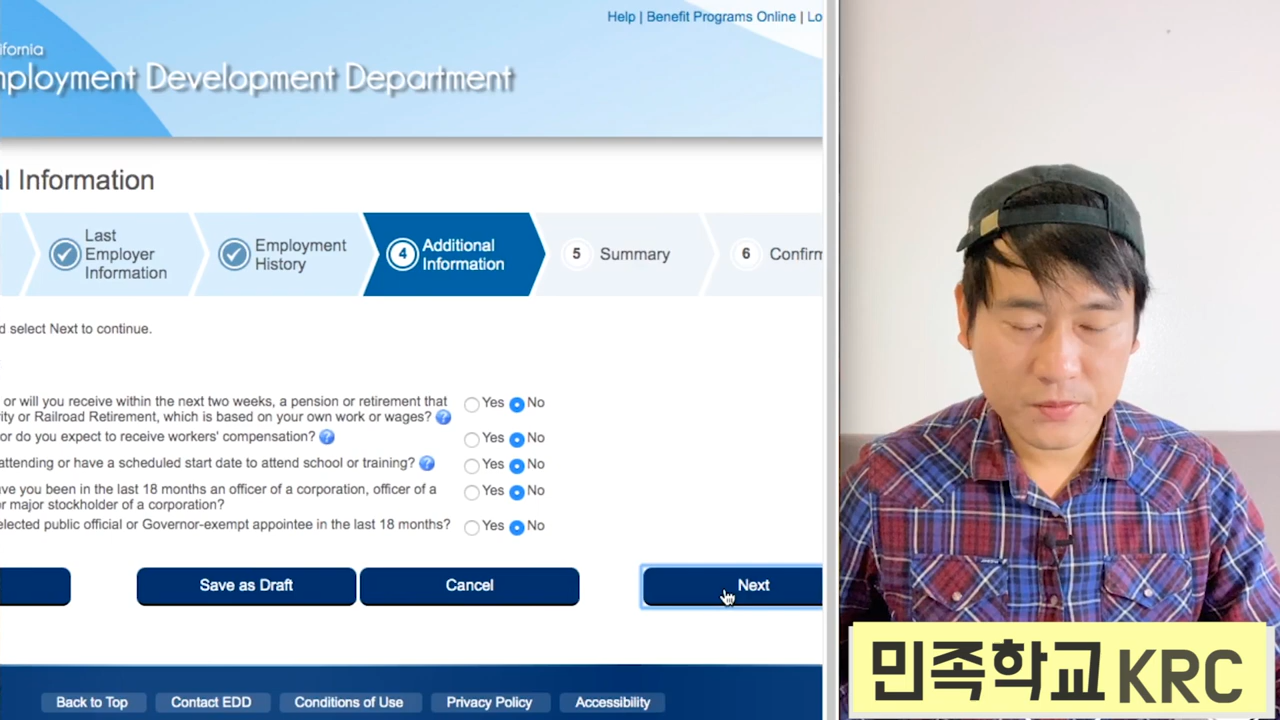 Help | Benefit Programs Online | Lo
ifornia
mployment Development Department
al Information
Last
Employer
Information
Employment
History
4
Additional
Information
5
Summary
6
Confirm
d select Next to continue.
or will you receive within the next two weeks, a pension or retirement that
ity or Railroad Retirement, which is based on your own work or wages? ?
Yes No
or do you expect to receive workers' compensation? ?
Yes No
attending or have a scheduled start date to attend school or training? ?
Yes No
ve you been in the last 18 months an officer of a corporation, officer of a
or major stockholder of a corporation?
Yes No
elected public official or Governor-exempt appointee in the last 18 months?
Yes No
Save as Draft
Cancel
Next
Back to Top
Contact EDD
Conditions of Use
Privacy Policy
Accessibility
민족학교 KRC